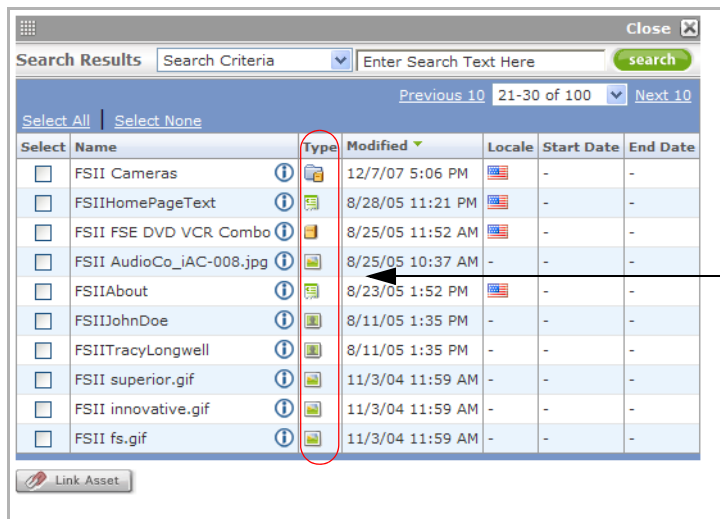 Close
Search Results Search Criteria Enter Search Text Here search
Previous 10 21-30 of 100 Next 10
Select All Select None
Select Name Type Modified Locale Start Date End Date
FSII Cameras 12/7/07 5:06 PM - -
FSIIHomePageText 8/28/05 11:21 PM - -
FSII FSE DVD VCR Combo 8/25/05 11:52 AM - -
FSII AudioCo_iAC-008.jpg 8/25/05 10:37 AM - - -
FSIIAbout 8/23/05 1:52 PM - -
FSIIJohnDoe 8/11/05 1:35 PM - - -
FSIITracyLongwell 8/11/05 1:35 PM - - -
FSII superior.gif 11/3/04 11:59 AM - - -
FSII innovative.gif 11/3/04 11:59 AM - - -
FSII fs.gif 11/3/04 11:59 AM - - -
Link Asset